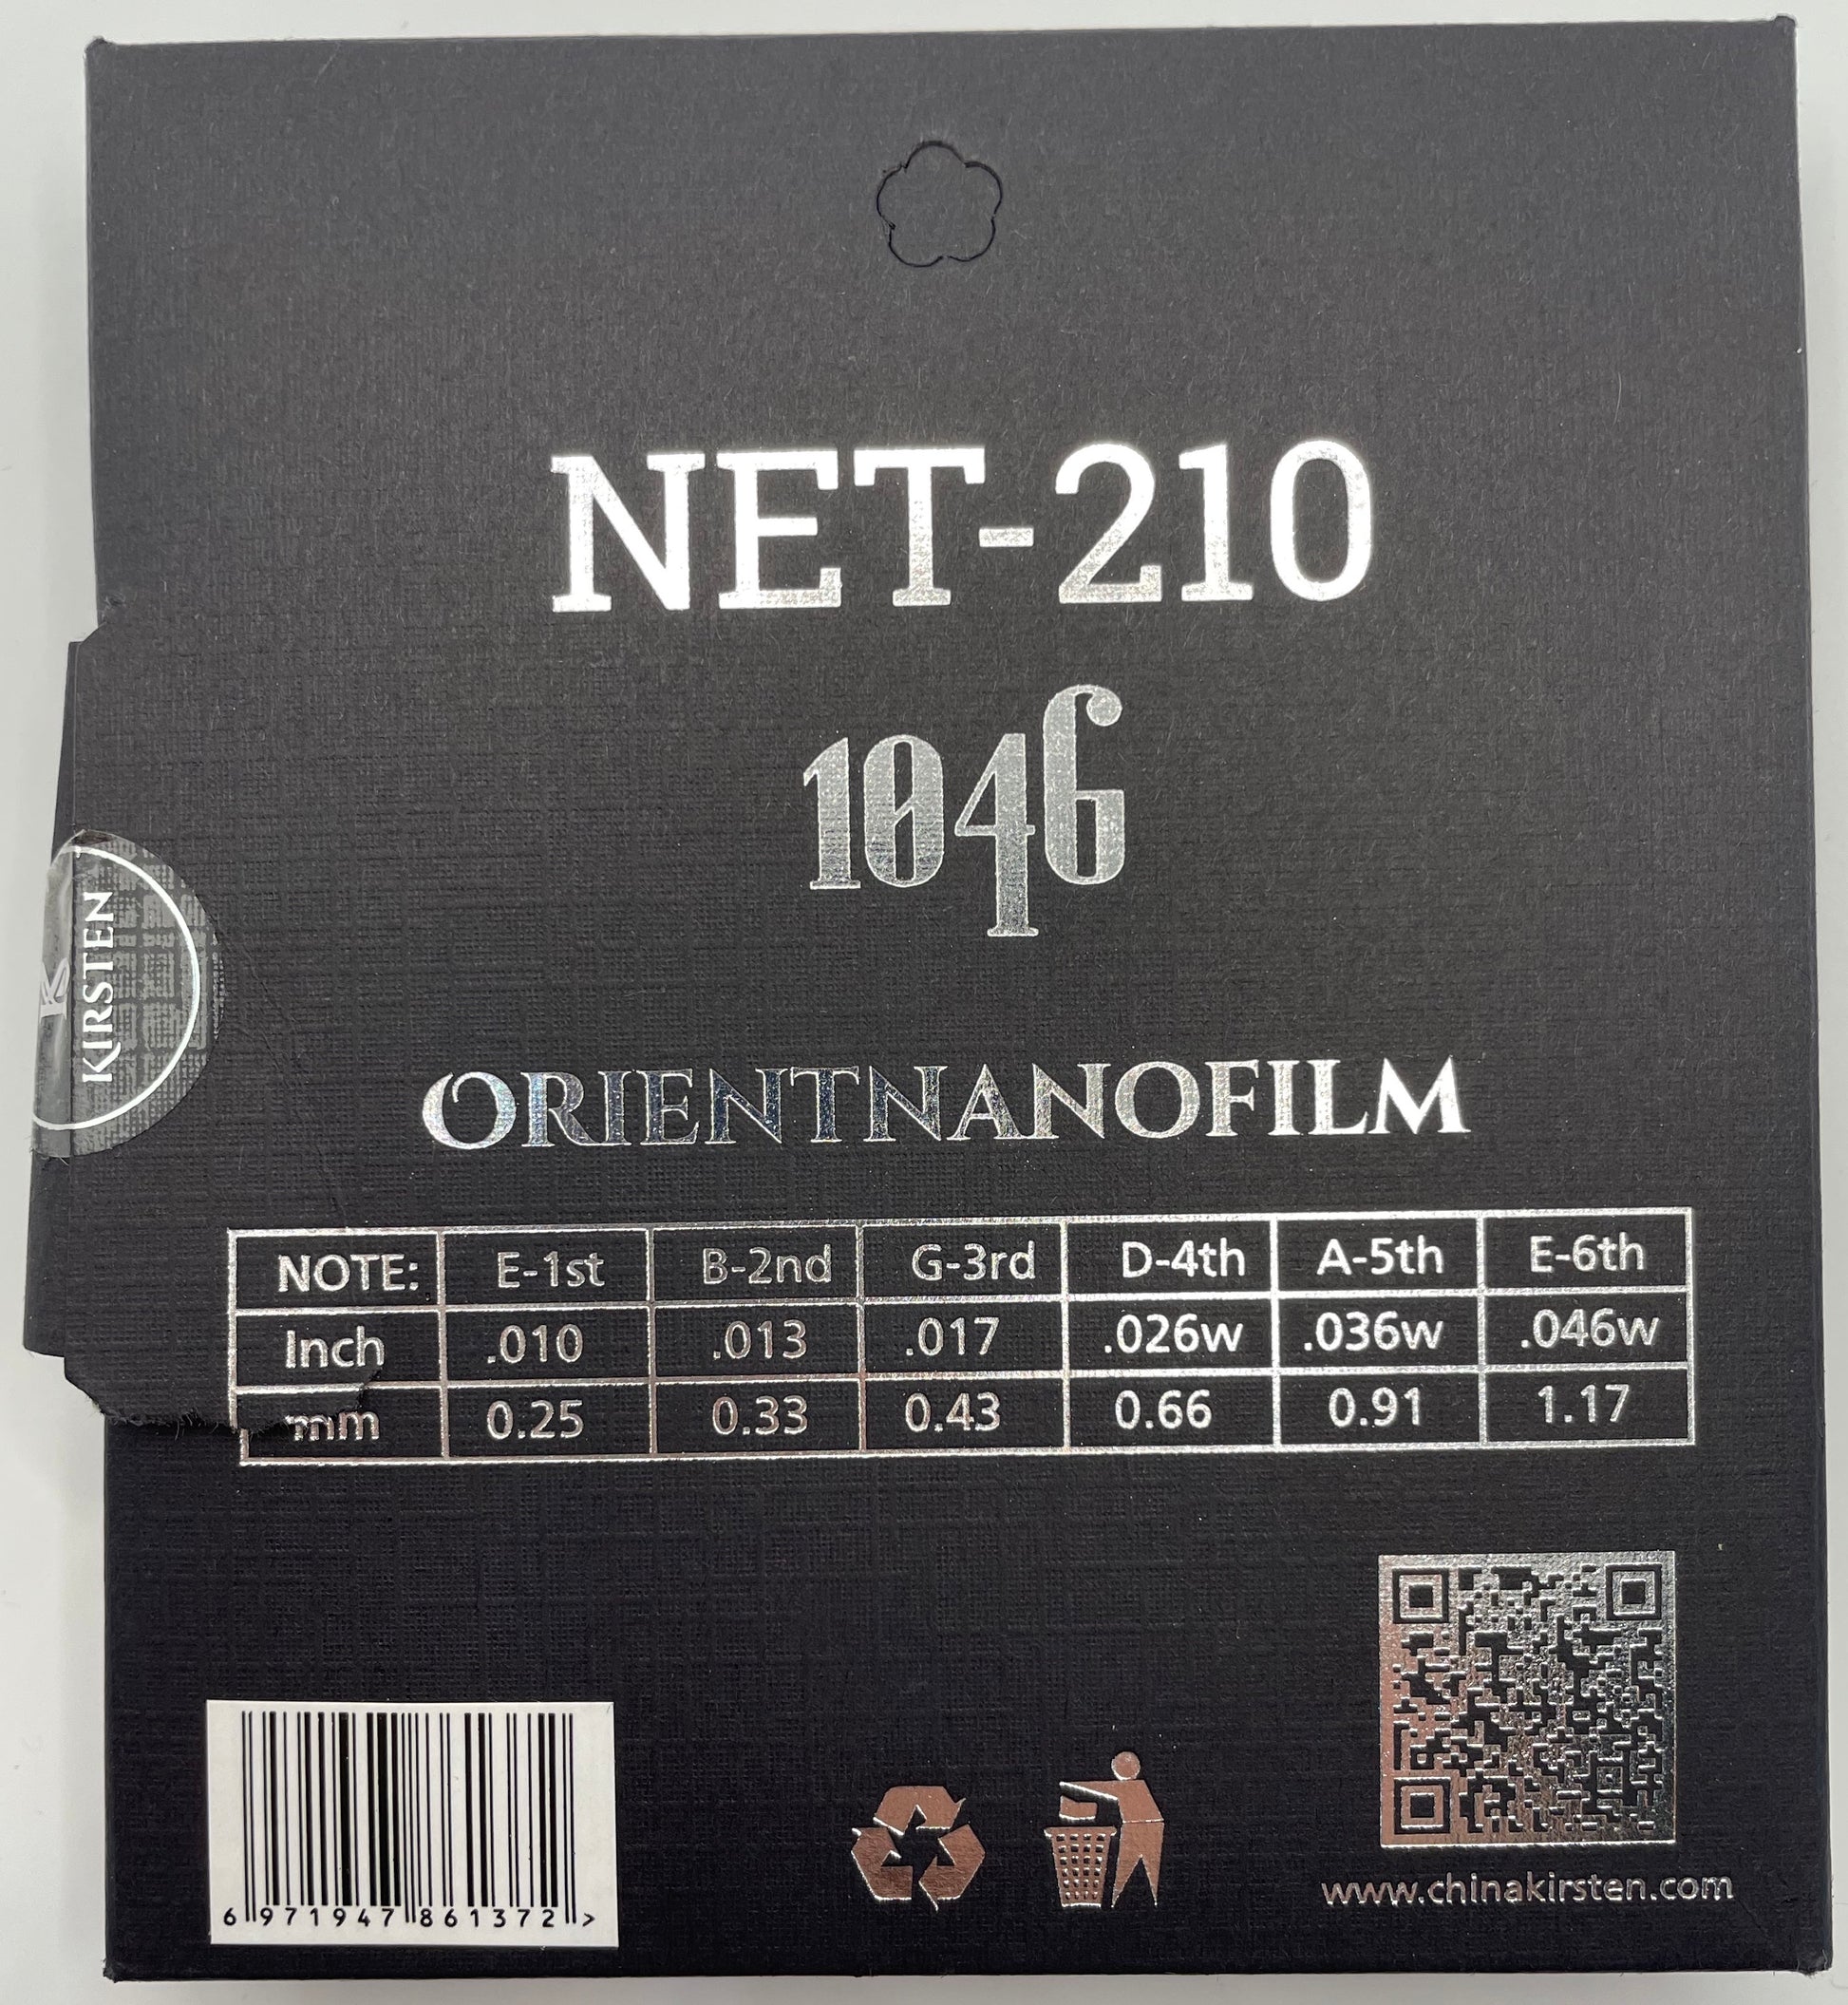 NET-210
1046
KIRSTEN
ORIENTNANOFILM
NOTE: E-1st B-2nd G-3rd D-4th A-5th E-6th
Inch .010 .013 .017 .026w .036w .046w
mm 0.25 0.33 0.43 0.66 0.91 1.17
6 971947 861372 >
www.chinakirsten.com